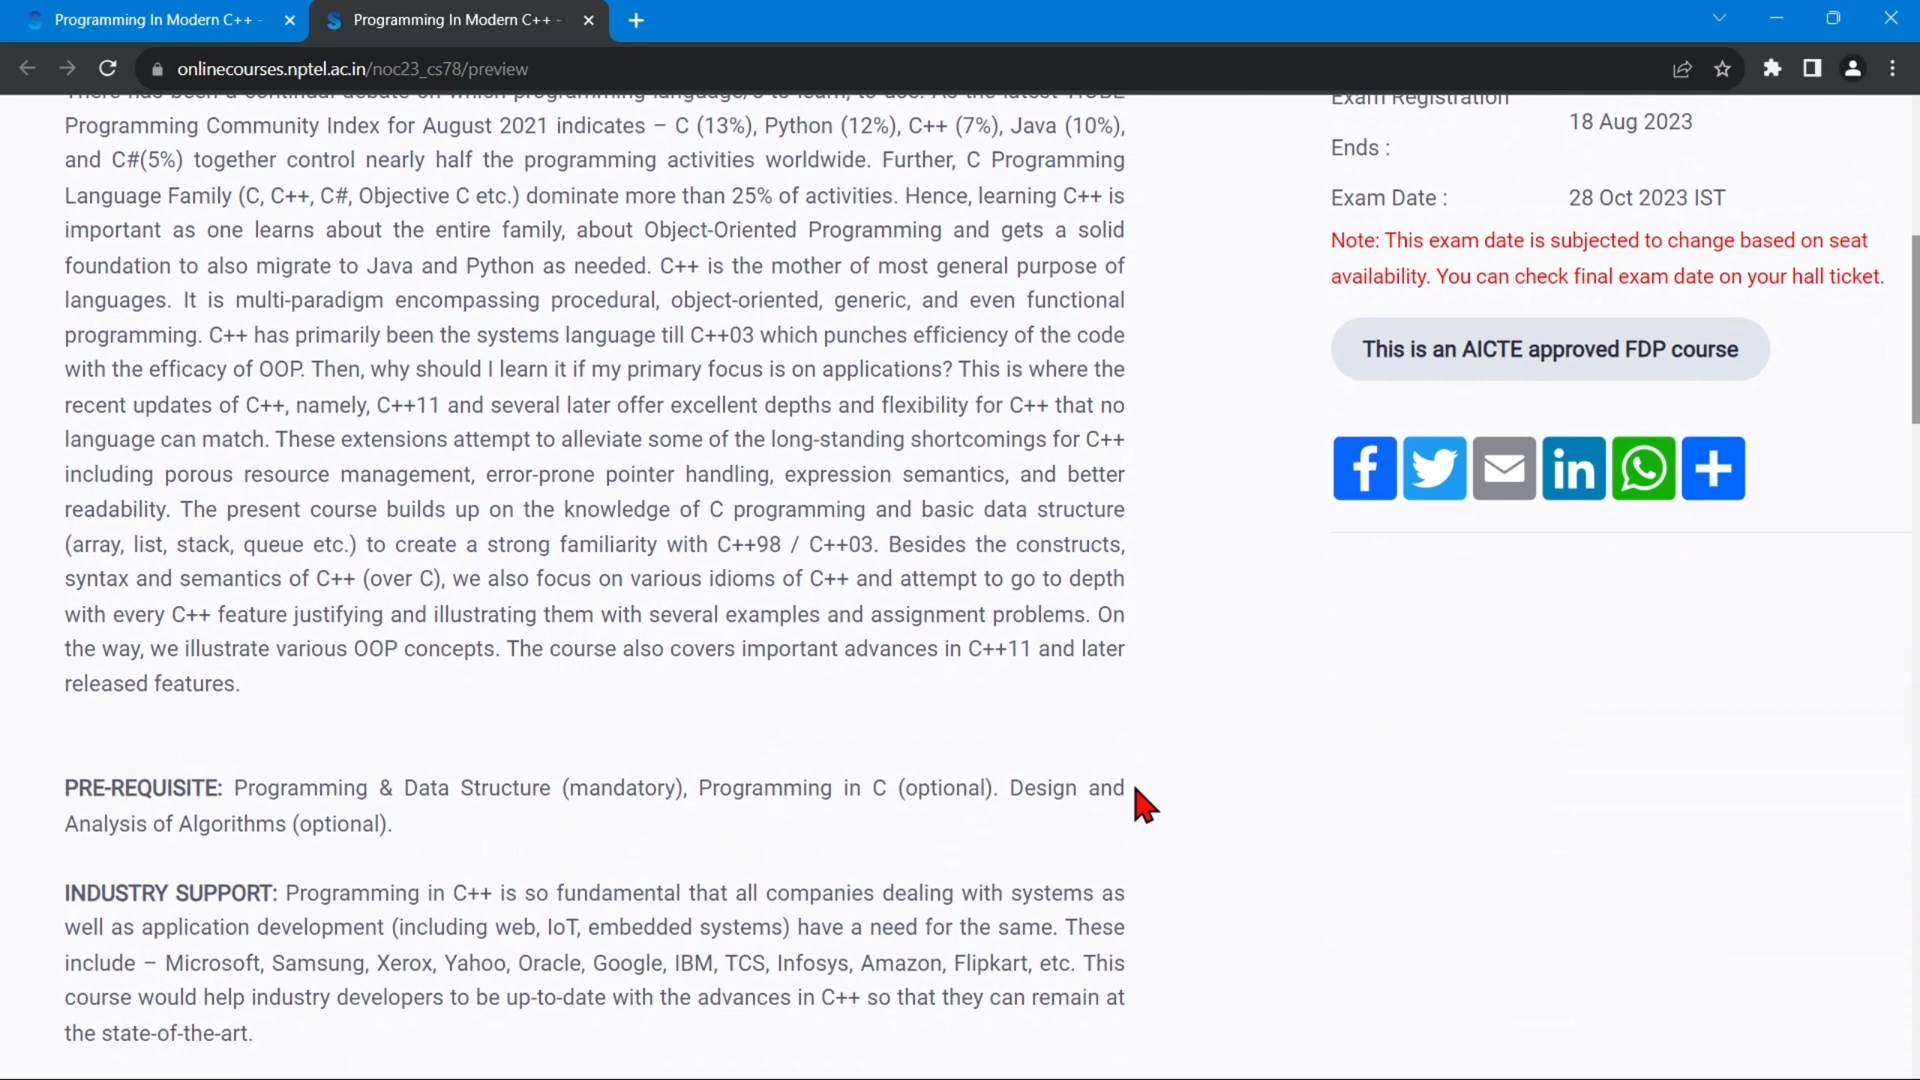 Programming In Modern C++ -
Programming In Modern C++ -
onlinecourses.nptel.ac.in/noc23_cs78/preview
There has been a continual debate on which programming language/s to learn, to use. As the latest TIOBE
Programming Community Index for August 2021 indicates – C (13%), Python (12%), C++ (7%), Java (10%),
and C#(5%) together control nearly half the programming activities worldwide. Further, C Programming
Language Family (C, C++, C#, Objective C etc.) dominate more than 25% of activities. Hence, learning C++ is
important as one learns about the entire family, about Object-Oriented Programming and gets a solid
foundation to also migrate to Java and Python as needed. C++ is the mother of most general purpose of
languages. It is multi-paradigm encompassing procedural, object-oriented, generic, and even functional
programming. C++ has primarily been the systems language till C++03 which punches efficiency of the code
with the efficacy of OOP. Then, why should I learn it if my primary focus is on applications? This is where the
recent updates of C++, namely, C++11 and several later offer excellent depths and flexibility for C++ that no
language can match. These extensions attempt to alleviate some of the long-standing shortcomings for C++
including porous resource management, error-prone pointer handling, expression semantics, and better
readability. The present course builds up on the knowledge of C programming and basic data structure
(array, list, stack, queue etc.) to create a strong familiarity with C++98 / C++03. Besides the constructs,
syntax and semantics of C++ (over C), we also focus on various idioms of C++ and attempt to go to depth
with every C++ feature justifying and illustrating them with several examples and assignment problems. On
the way, we illustrate various OOP concepts. The course also covers important advances in C++11 and later
released features.
PRE-REQUISITE: Programming & Data Structure (mandatory), Programming in C (optional). Design and
Analysis of Algorithms (optional).
INDUSTRY SUPPORT: Programming in C++ is so fundamental that all companies dealing with systems as
well as application development (including web, IoT, embedded systems) have a need for the same. These
include – Microsoft, Samsung, Xerox, Yahoo, Oracle, Google, IBM, TCS, Infosys, Amazon, Flipkart, etc. This
course would help industry developers to be up-to-date with the advances in C++ so that they can remain at
the state-of-the-art.
Exam Registration
18 Aug 2023
Ends :
Exam Date : 28 Oct 2023 IST
Note: This exam date is subjected to change based on seat
availability. You can check final exam date on your hall ticket.
This is an AICTE approved FDP course